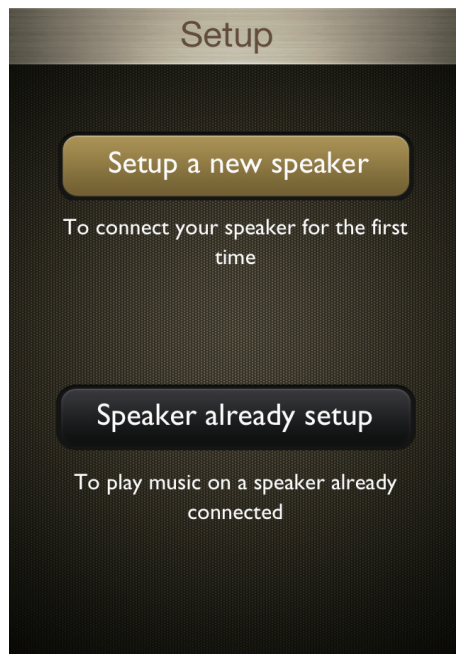 Setup
Setup a new speaker
To connect your speaker for the first
time
Speaker already setup
To play music on a speaker already
connected